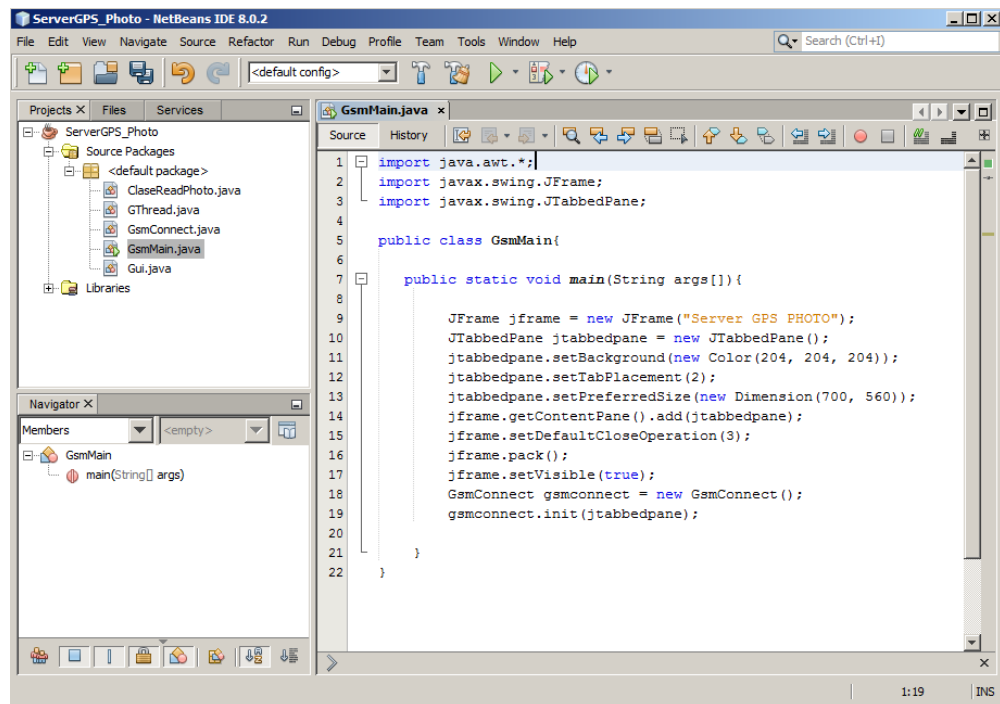 ServerGPS_Photo - NetBeans IDE 8.0.2
File Edit View Navigate Source Refactor Run Debug Profile Team Tools Window Help
Search (Ctrl+I)
<default config>
Projects Files Services
ServerGPS_Photo
Source Packages
<default package>
ClaseReadPhoto.java
GThread.java
GsmConnect.java
GsmMain.java
Gui.java
Libraries
Navigator
Members <empty>
GsmMain
main(String[] args)
GsmMain.java
Source History
1 import java.awt.*;
2 import javax.swing.JFrame;
3 import javax.swing.JTabbedPane;
4
5 public class GsmMain{
6
7 public static void main(String args[]){
8
9 JFrame jframe = new JFrame("Server GPS PHOTO");
10 JTabbedPane jtabbedpane = new JTabbedPane();
11 jtabbedpane.setBackground(new Color(204, 204, 204));
12 jtabbedpane.setTabPlacement(2);
13 jtabbedpane.setPreferredSize(new Dimension(700, 560));
14 jframe.getContentPane().add(jtabbedpane);
15 jframe.setDefaultCloseOperation(3);
16 jframe.pack();
17 jframe.setVisible(true);
18 GsmConnect gsmconnect = new GsmConnect();
19 gsmconnect.init(jtabbedpane);
20
21 }
22 }
1:19 INS